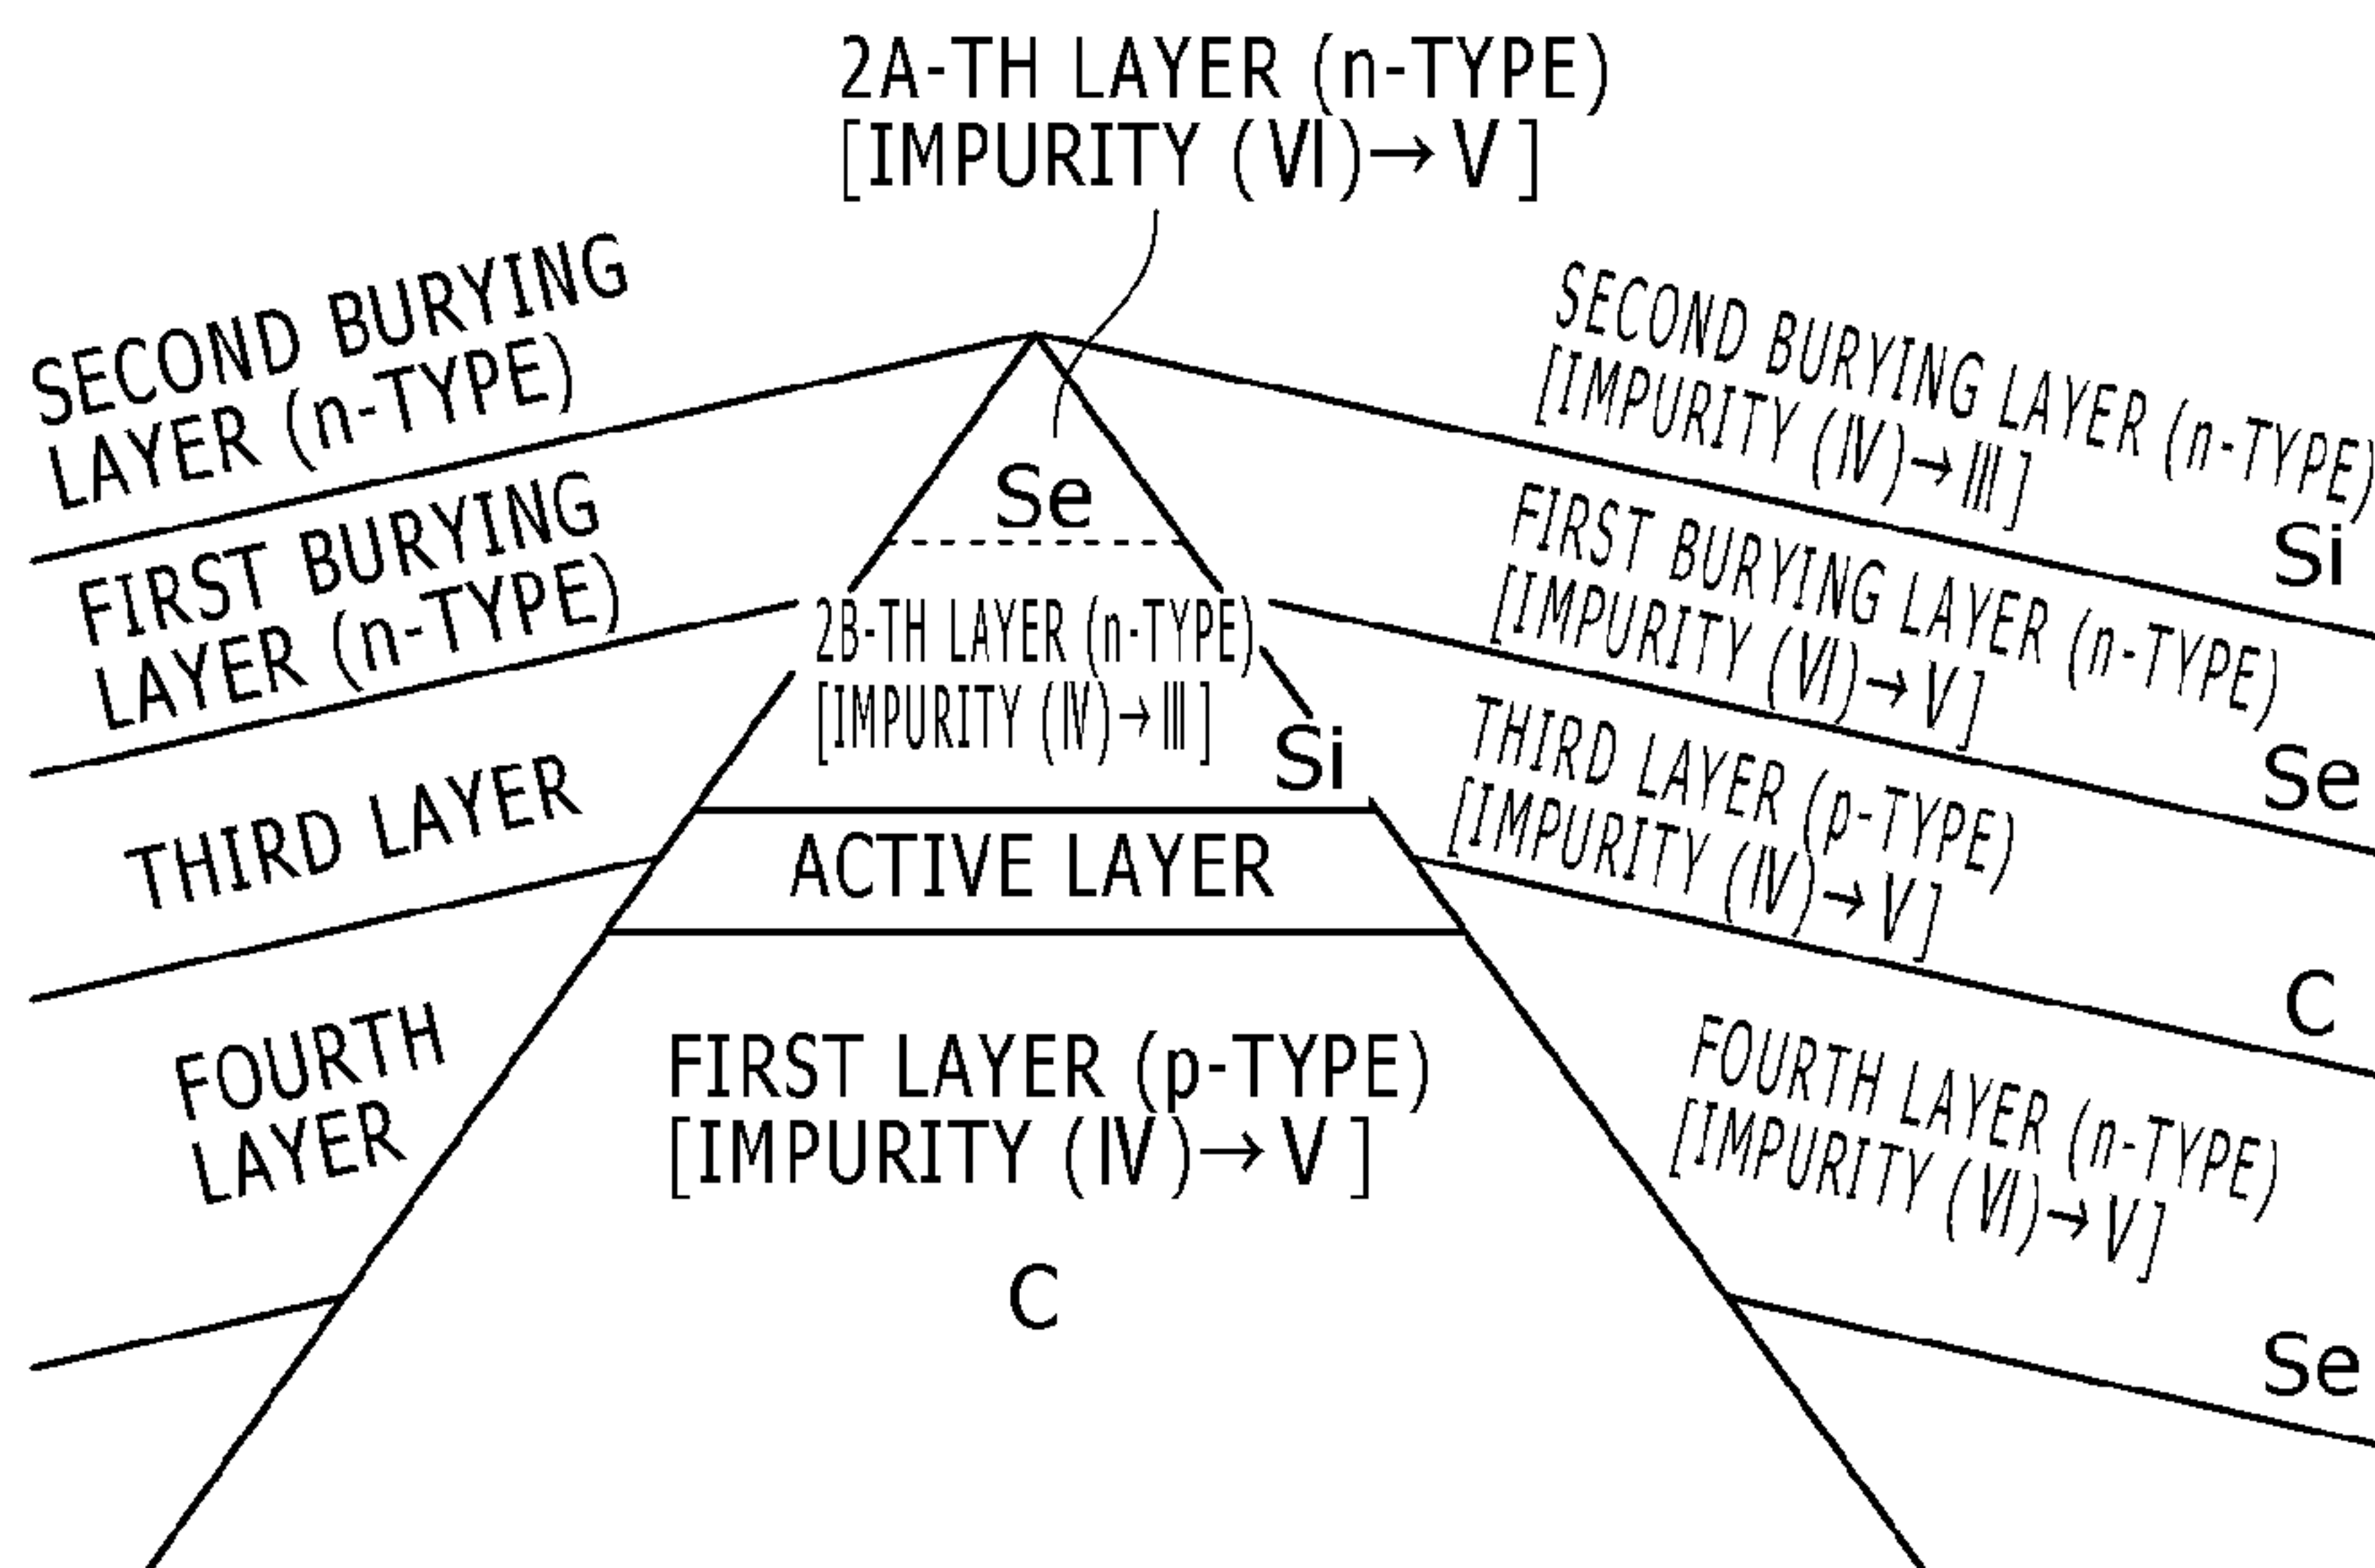 2A-TH LAYER (n-TYPE)
[IMPURITY (Ⅵ)→ Ⅴ ]
SECOND BURYING
LAYER (n-TYPE)
FIRST BURYING
LAYER (n-TYPE)
THIRD LAYER
FOURTH
LAYER
Se
2B-TH LAYER (n-TYPE)
[IMPURITY (Ⅳ)→ Ⅲ ]
Si
ACTIVE LAYER
FIRST LAYER (p-TYPE)
[IMPURITY (Ⅳ)→ Ⅴ ]
C
SECOND BURYING LAYER (n-TYPE)
[IMPURITY (Ⅳ)→ Ⅲ ]
Si
FIRST BURYING LAYER (n-TYPE)
[IMPURITY (Ⅵ)→ Ⅴ ]
Se
THIRD LAYER (p-TYPE)
[IMPURITY (Ⅳ)→ Ⅴ ]
C
FOURTH LAYER (n-TYPE)
[IMPURITY (Ⅵ)→ Ⅴ ]
Se